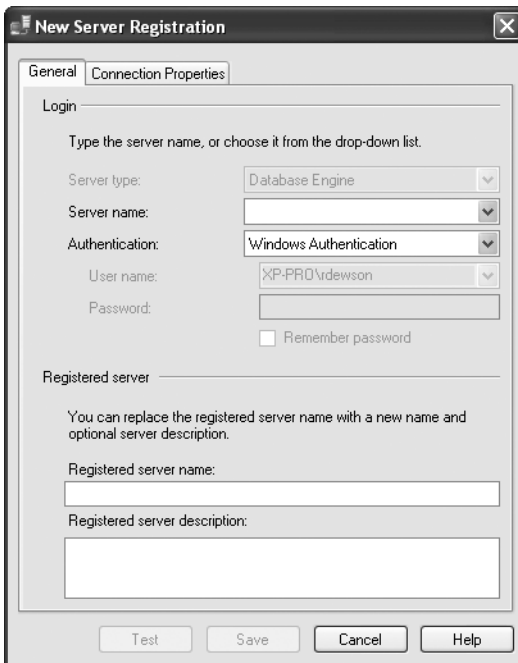 New Server Registration
General
Connection Properties
Login
Type the server name, or choose it from the drop-down list.
Server type:
Database Engine
Server name:
Authentication:
Windows Authentication
User name:
XP-PRO\rdewson
Password:
Remember password
Registered server
You can replace the registered server name with a new name and
optional server description.
Registered server name:
Registered server description:
Test
Save
Cancel
Help